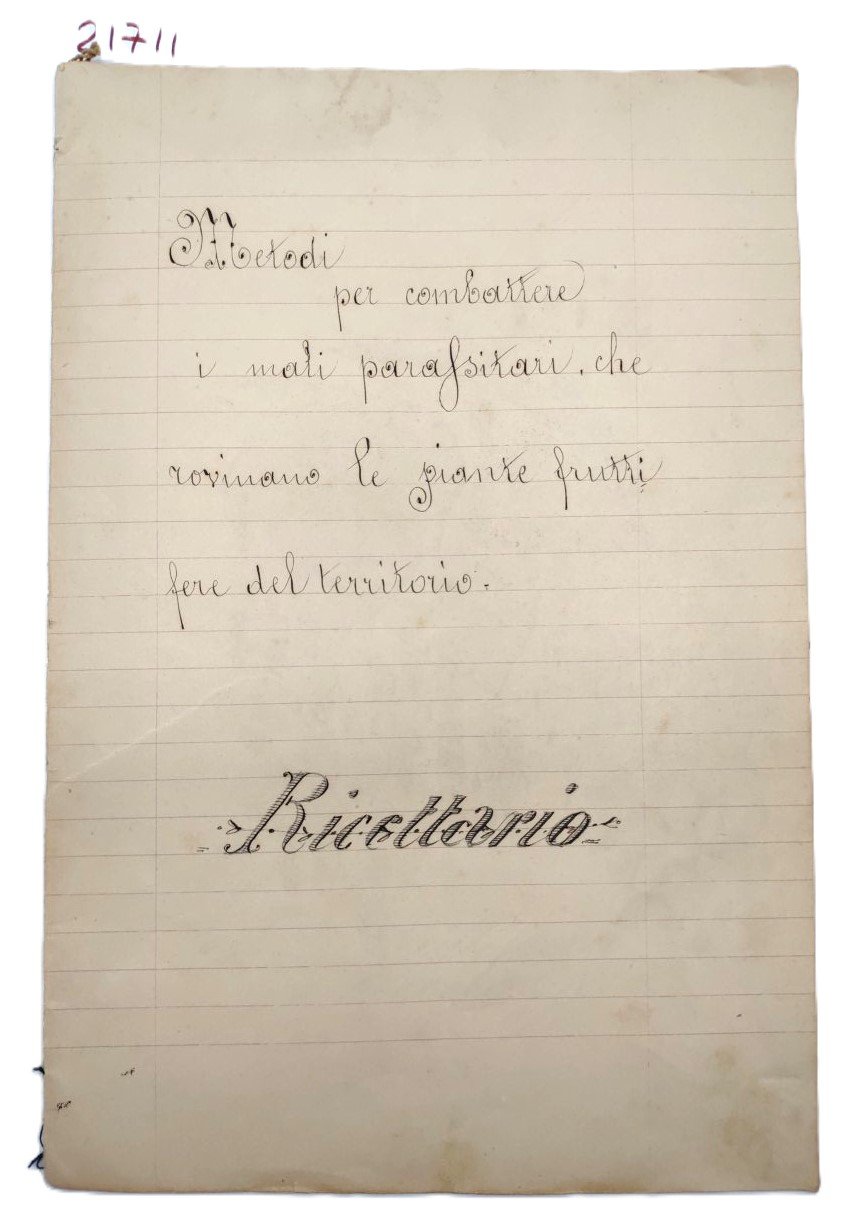 21711
Metodi
per combattere
i mali parassitari, che
rovinano le piante frutti=
fere del territorio.
Ricettario